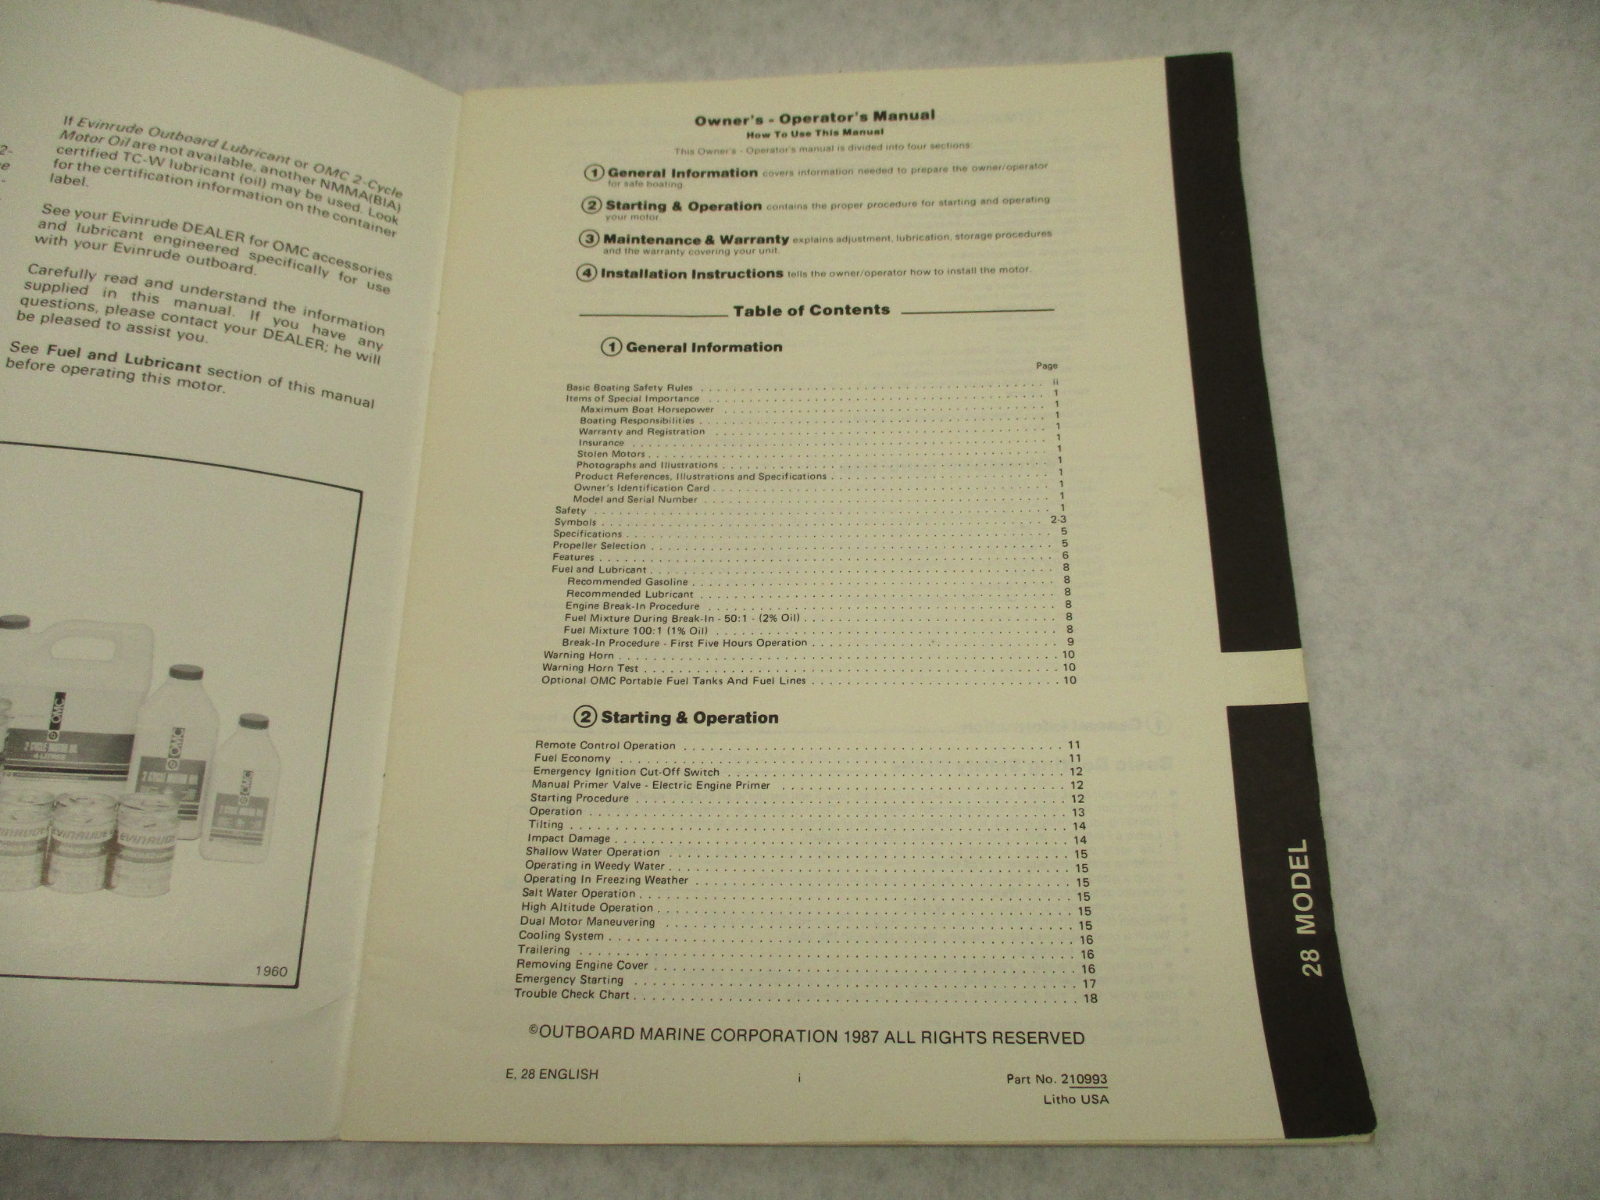 2-
If Evinrude Outboard Lubricant or OMC 2-Cycle
Motor Oil are not available, another NMMA(BIA)
certified TC-W lubricant (oil) may be used. Look
for the certification information on the container
label.
See your Evinrude DEALER for OMC accessories
and lubricant engineered specifically for use
with your Evinrude outboard.
Carefully read and understand the information
supplied in this manual. If you have any
questions, please contact your DEALER; he will
be pleased to assist you.
See Fuel and Lubricant section of this manual
before operating this motor.
OMC
2 CYCLE MOTOR OIL
4 LITRES
OMC
2 CYCLE MOTOR OIL
OMC
EVINRUDE
EVINRUDE
1960
Owner's - Operator's Manual
How To Use This Manual
This Owner's - Operator's manual is divided into four sections
1 General Information covers information needed to prepare the owner/operator
for safe boating.
2 Starting & Operation contains the proper procedure for starting and operating
your motor.
3 Maintenance & Warranty explains adjustment, lubrication, storage procedures
and the warranty covering your unit.
4 Installation Instructions tells the owner/operator how to install the motor.
Table of Contents
1 General Information
Page
Basic Boating Safety Rules . . . . ii
Items of Special Importance . . . . 1
Maximum Boat Horsepower . . . . 1
Boating Responsibilities . . . . 1
Warranty and Registration . . . . 1
Insurance . . . . 1
Stolen Motors . . . . 1
Photographs and Illustrations . . . . 1
Product References, Illustrations and Specifications . . . . 1
Owner's Identification Card . . . . 1
Model and Serial Number . . . . 1
Safety . . . . 1
Symbols . . . . 2-3
Specifications . . . . 5
Propeller Selection . . . . 5
Features . . . . 6
Fuel and Lubricant . . . . 8
Recommended Gasoline . . . . 8
Recommended Lubricant . . . . 8
Engine Break-In Procedure . . . . 8
Fuel Mixture During Break-In - 50:1 - (2% Oil) . . . . 8
Fuel Mixture 100:1 (1% Oil) . . . . 8
Break-In Procedure - First Five Hours Operation . . . . 9
Warning Horn . . . . 10
Warning Horn Test . . . . 10
Optional OMC Portable Fuel Tanks And Fuel Lines . . . . 10
2 Starting & Operation
Remote Control Operation . . . . 11
Fuel Economy . . . . 11
Emergency Ignition Cut-Off Switch . . . . 12
Manual Primer Valve - Electric Engine Primer . . . . 12
Starting Procedure . . . . 12
Operation . . . . 13
Tilting . . . . 14
Impact Damage . . . . 14
Shallow Water Operation . . . . 15
Operating in Weedy Water . . . . 15
Operating In Freezing Weather . . . . 15
Salt Water Operation . . . . 15
High Altitude Operation . . . . 15
Dual Motor Maneuvering . . . . 15
Cooling System . . . . 16
Trailering . . . . 16
Removing Engine Cover . . . . 16
Emergency Starting . . . . 17
Trouble Check Chart . . . . 18
©OUTBOARD MARINE CORPORATION 1987 ALL RIGHTS RESERVED
E, 28 ENGLISH i Part No. 210993
Litho USA
28 MODEL